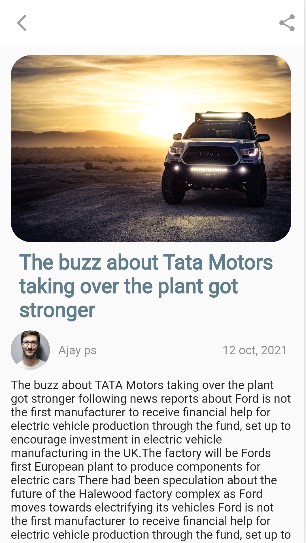 The buzz about Tata Motors
taking over the plant got
stronger
Ajay ps
12 oct, 2021
The buzz about TATA Motors taking over the plant
got stronger following news reports about Ford is not
the first manufacturer to receive financial help for
electric vehicle production through the fund, set up to
encourage investment in electric vehicle
manufacturing in the UK.The factory will be Fords
first European plant to produce components for
electric cars There had been speculation about the
future of the Halewood factory complex as Ford
moves towards electrifying its vehicles Ford is not
the first manufacturer to receive financial help for
electric vehicle production through the fund, set up to